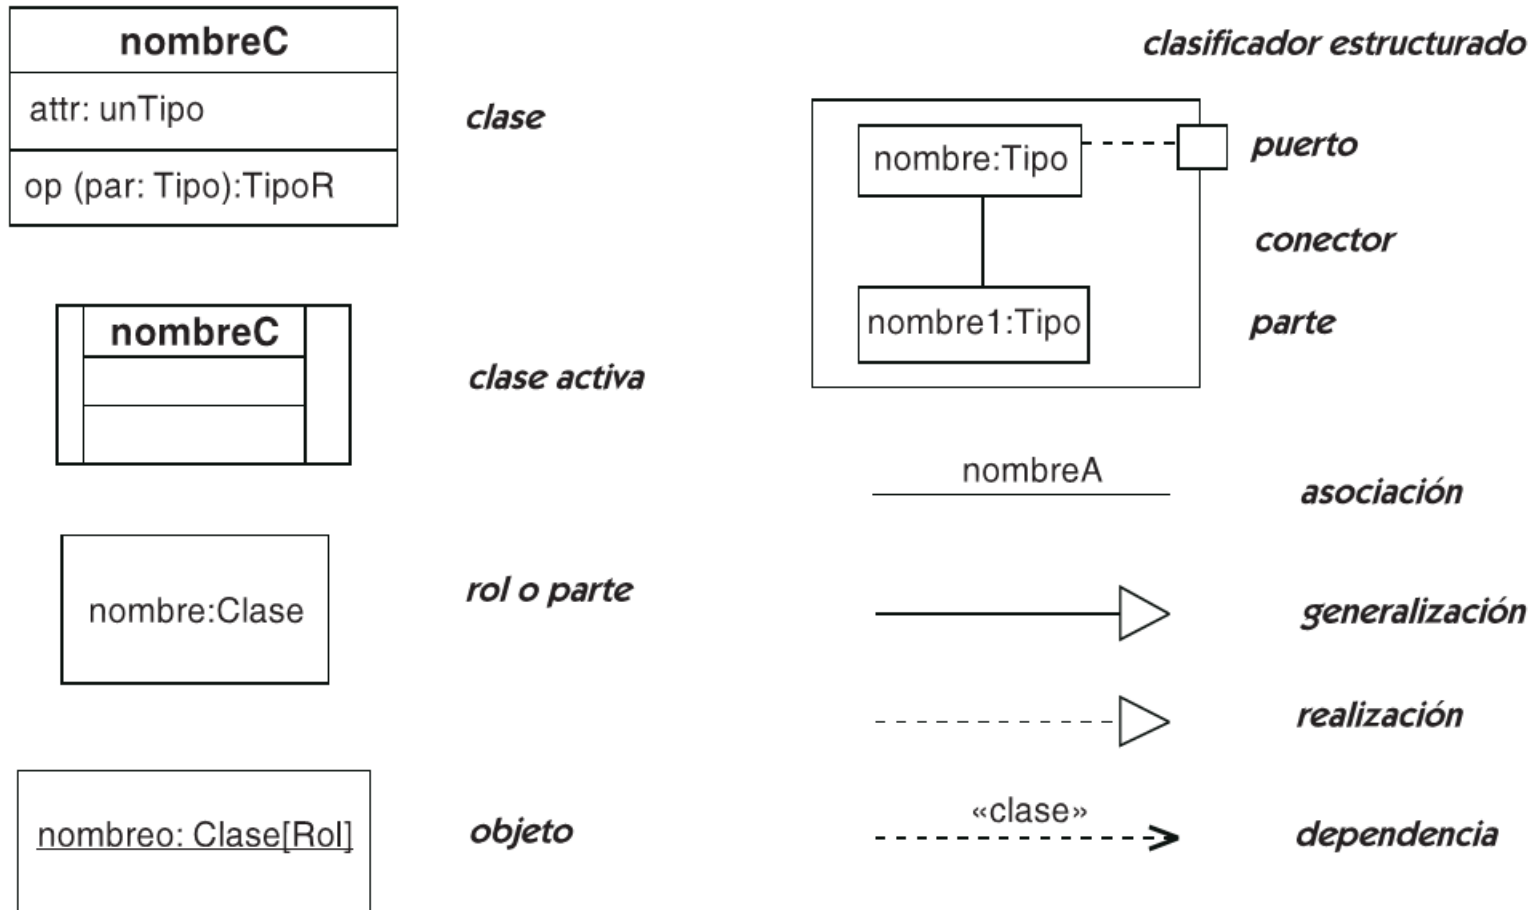 nombreC
attr: unTipo
op (par: Tipo):TipoR
clase
nombreC
clase activa
nombre:Clase
rol o parte
nombreo: Clase[Rol]
objeto
clasificador estructurado
nombre:Tipo
puerto
conector
nombre1:Tipo
parte
nombreA
asociación
generalización
realización
«clase»
dependencia